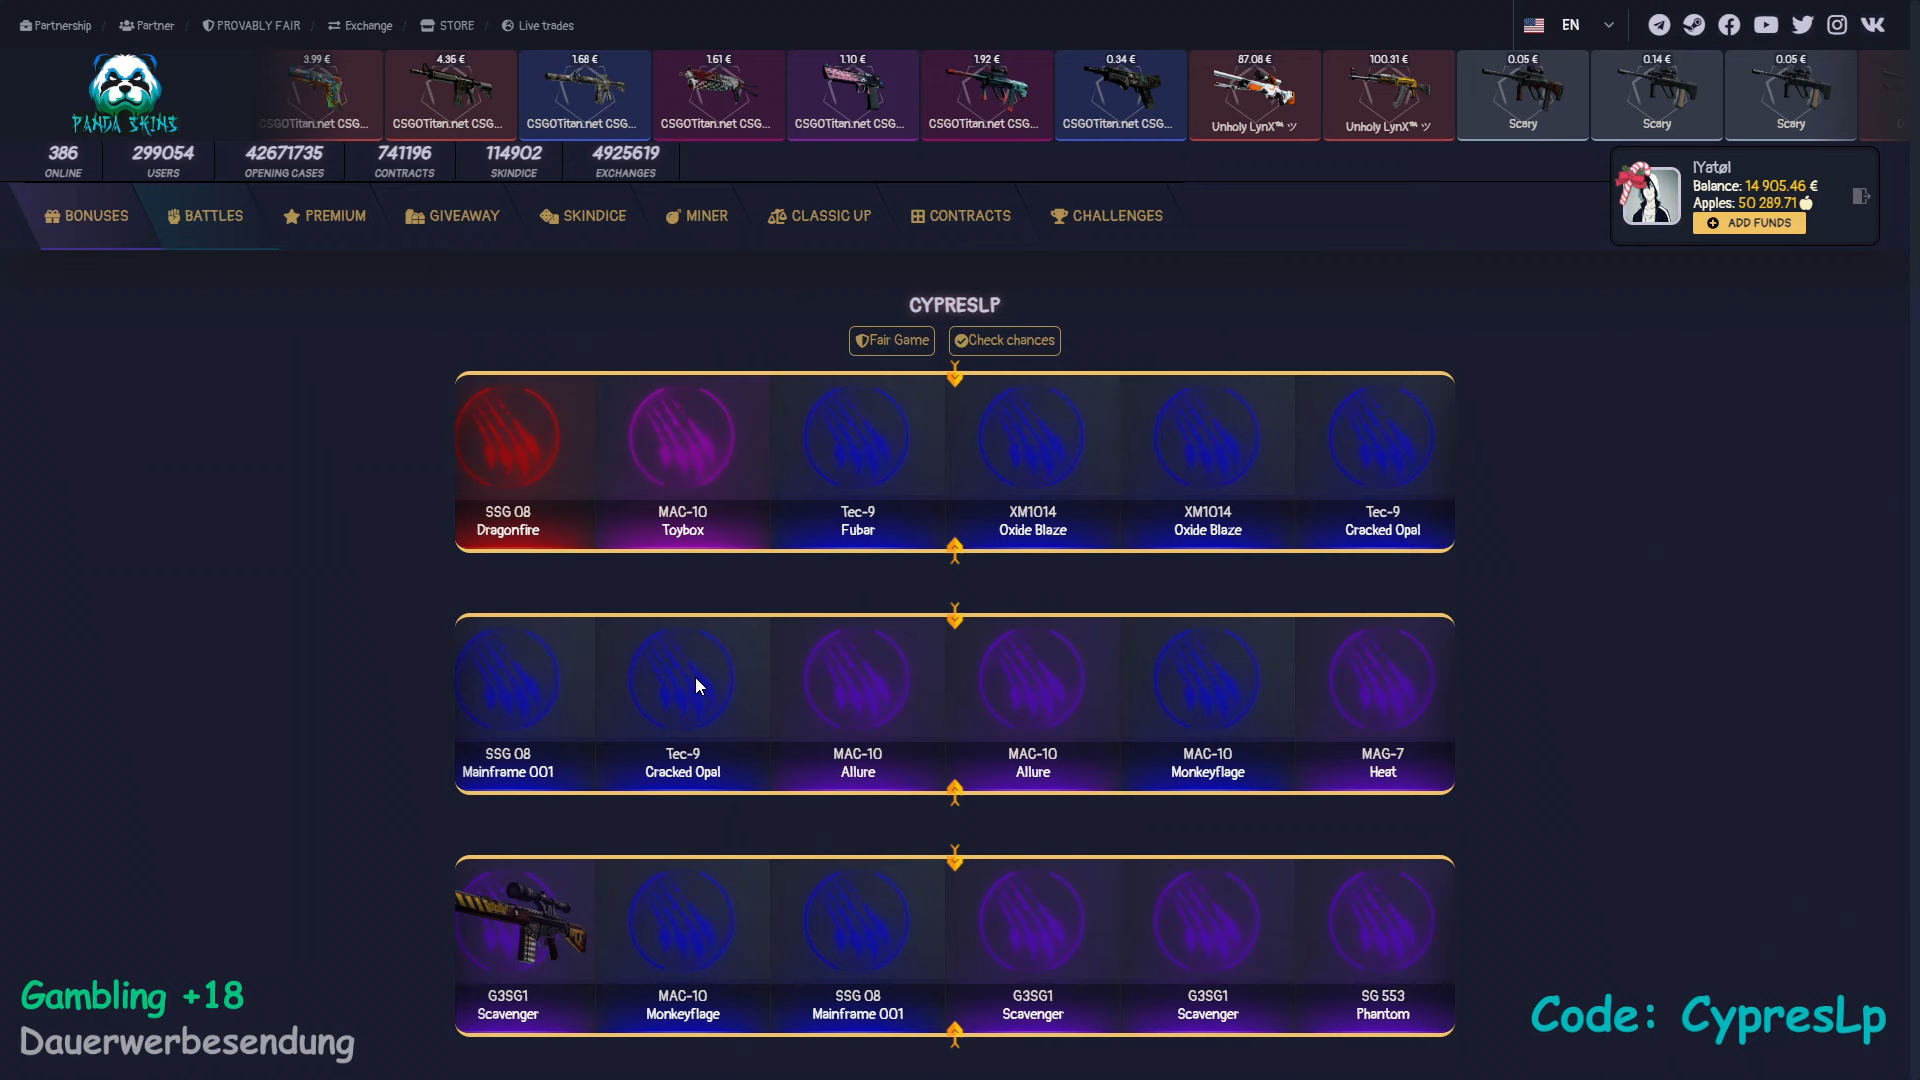 Partnership / Partner / PROVABLY FAIR / Exchange / STORE / Live trades
EN
PANDA SKINS
3.99 € 4.36 € 1.68 € 1.61 € 1.10 € 1.92 € 0.34 € 87.08 € 100.31 € 0.05 € 0.14 € 0.05 €
CSGOTitan.net CSG... CSGOTitan.net CSG... CSGOTitan.net CSG... CSGOTitan.net CSG... CSGOTitan.net CSG... CSGOTitan.net CSG... CSGOTitan.net CSG... Unholy LynX™ ツ Unholy LynX™ ツ Scary Scary Scary
386 299054 42671735 741196 114902 4925619
ONLINE USERS OPENING CASES CONTRACTS SKINDICE EXCHANGES
IYatøl
Balance: 14 905.46 €
Apples: 50 289.71
ADD FUNDS
BONUSES BATTLES PREMIUM GIVEAWAY SKINDICE MINER CLASSIC UP CONTRACTS CHALLENGES
CYPRESLP
Fair Game Check chances
SSG 08 MAC-10 Tec-9 XM1014 XM1014 Tec-9
Dragonfire Toybox Fubar Oxide Blaze Oxide Blaze Cracked Opal
SSG 08 Tec-9 MAC-10 MAC-10 MAC-10 MAG-7
Mainframe 001 Cracked Opal Allure Allure Monkeyflage Heat
G3SG1 MAC-10 SSG 08 G3SG1 G3SG1 SG 553
Scavenger Monkeyflage Mainframe 001 Scavenger Scavenger Phantom
Gambling +18
Dauerwerbesendung
Code: CypresLp